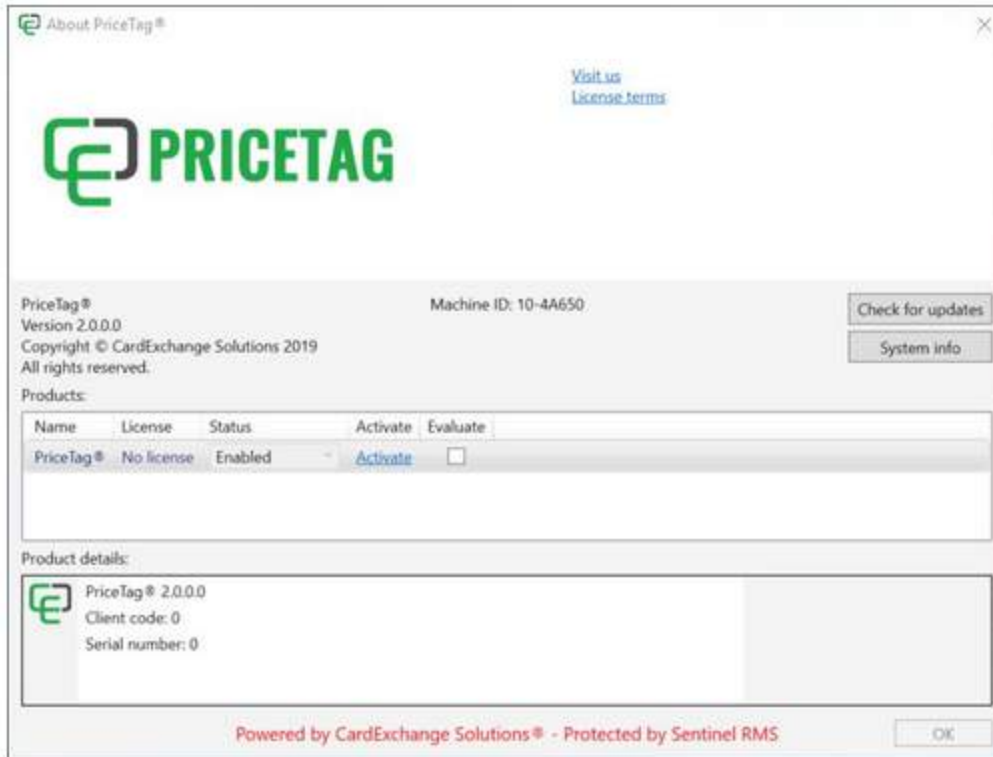 About PriceTag®
Visit us
License terms
PRICETAG
PriceTag®
Version 2.0.0.0
Copyright © CardExchange Solutions 2019
All rights reserved.
Machine ID: 10-4A650
Check for updates
System info
Products:
Name License Status Activate Evaluate
PriceTag® No license Enabled Activate
Product details:
PriceTag® 2.0.0.0
Client code: 0
Serial number: 0
Powered by CardExchange Solutions® - Protected by Sentinel RMS
OK